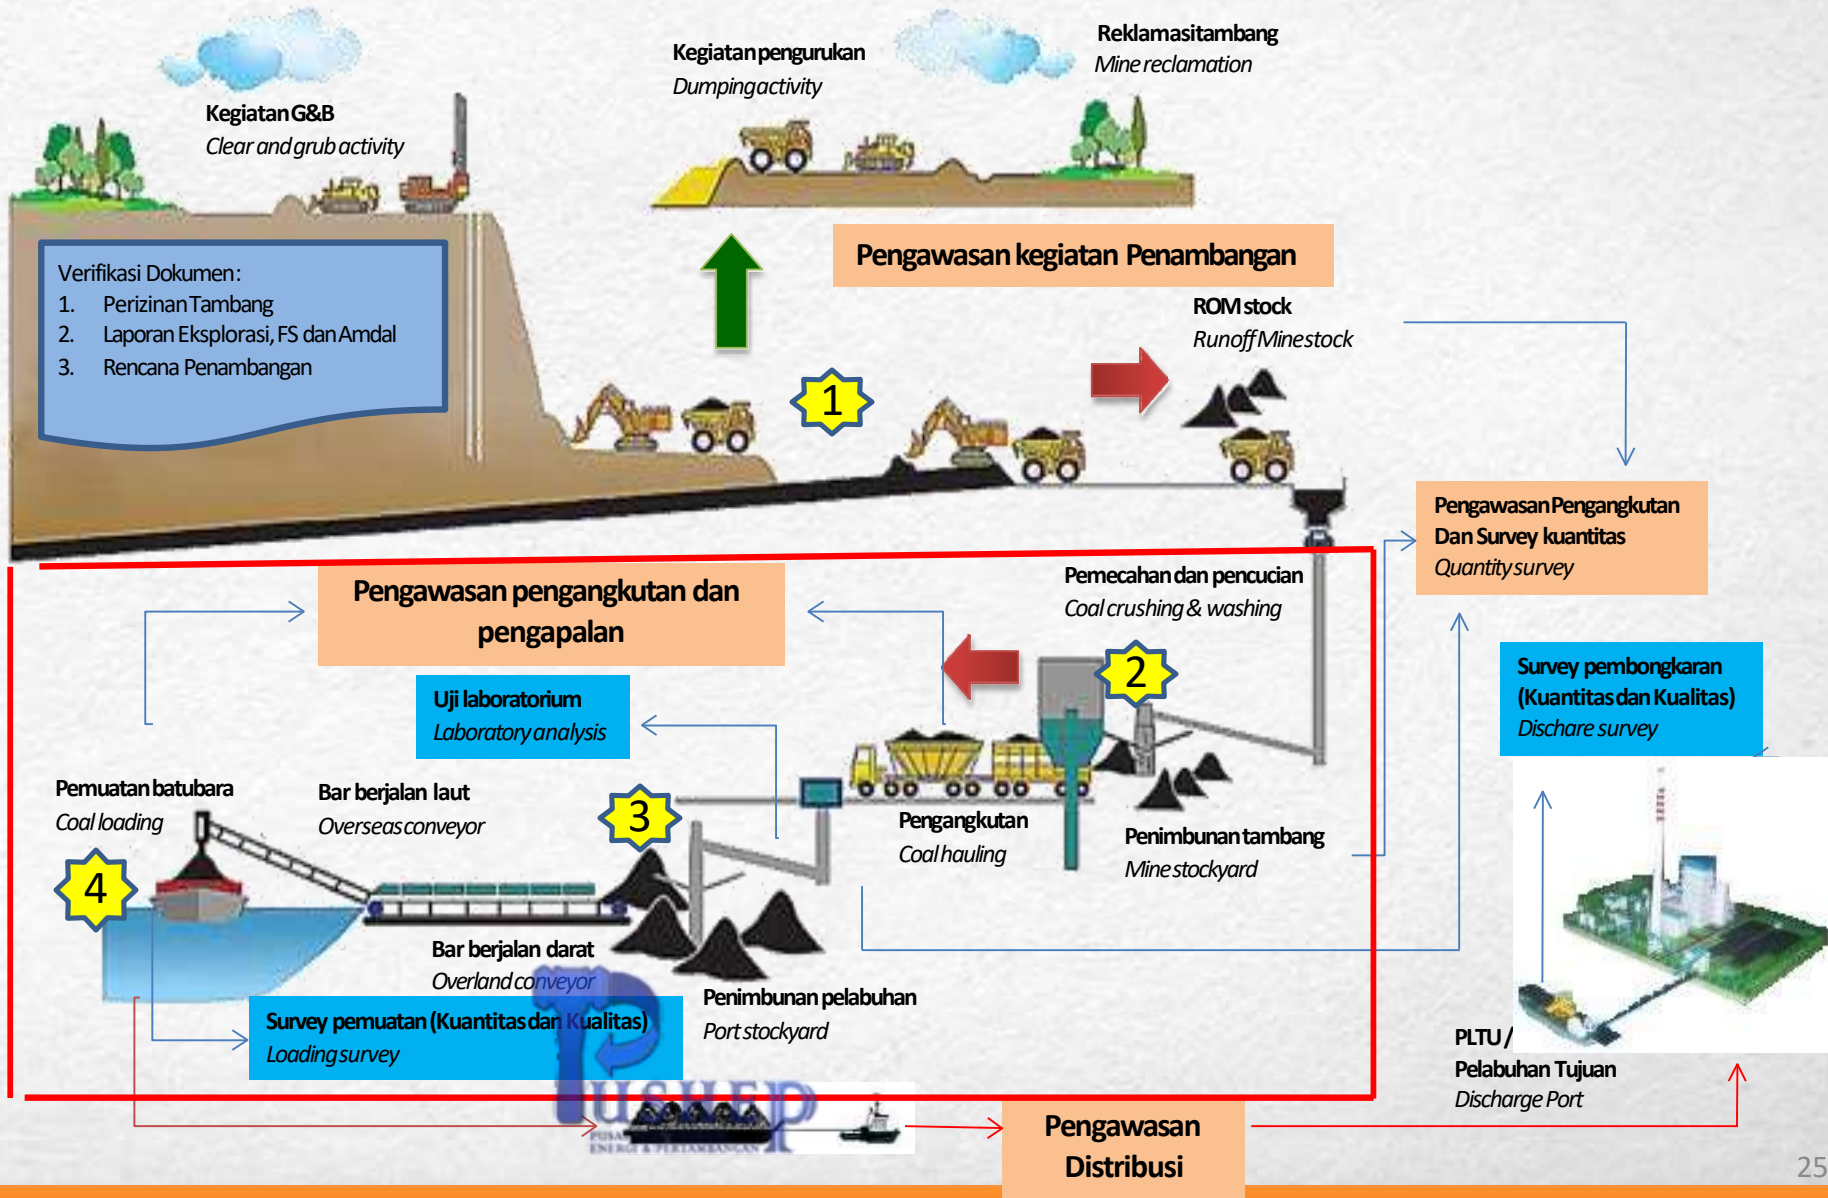 Kegiatan pengurukan
Dumping activity
Reklamasi tambang
Mine reclamation
Kegiatan G&B
Clear and grub activity
Pengawasan kegiatan Penambangan
Verifikasi Dokumen:
1. Perizinan Tambang
2. Laporan Eksplorasi, FS dan Amdal
3. Rencana Penambangan
ROM stock
Runoff Mine stock
1
Pengawasan Pengangkutan
Dan Survey kuantitas
Quantity survey
Pengawasan pengangkutan dan
pengapalan
Pemecahan dan pencucian
Coal crushing & washing
2
Uji laboratorium
Laboratory analysis
Survey pembongkaran
(Kuantitas dan Kualitas)
Dischare survey
Pemuatan batubara
Coal loading
Bar berjalan laut
Overseas conveyor
3
Pengangkutan
Coal hauling
Penimbunan tambang
Mine stockyard
4
Bar berjalan darat
Overland conveyor
Penimbunan pelabuhan
Port stockyard
Survey pemuatan (Kuantitas dan Kualitas)
Loading survey
PLTU /
Pelabuhan Tujuan
Discharge Port
PUSHEP
ENERGI & PERTAMBANGAN
Pengawasan
Distribusi
25